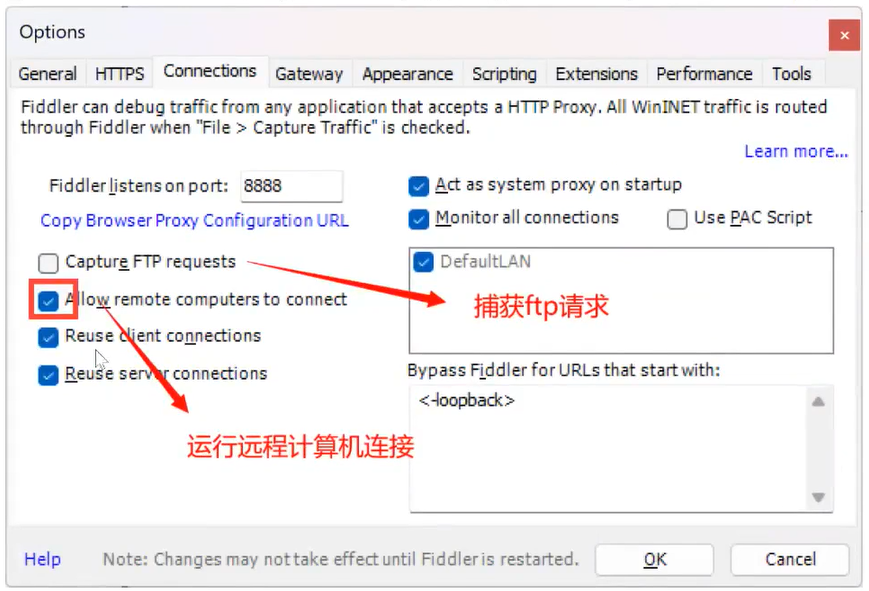 Options
General HTTPS Connections Gateway Appearance Scripting Extensions Performance Tools
Fiddler can debug traffic from any application that accepts a HTTP Proxy. All WinINET traffic is routed
through Fiddler when "File > Capture Traffic" is checked.
Learn more...
Fiddler listens on port: 8888
Copy Browser Proxy Configuration URL
Capture FTP requests
Allow remote computers to connect
Reuse client connections
Reuse server connections
运行远程计算机连接
Act as system proxy on startup
Monitor all connections
Use PAC Script
DefaultLAN
捕获ftp请求
Bypass Fiddler for URLs that start with:
<-loopback>
Help
Note: Changes may not take effect until Fiddler is restarted.
OK
Cancel